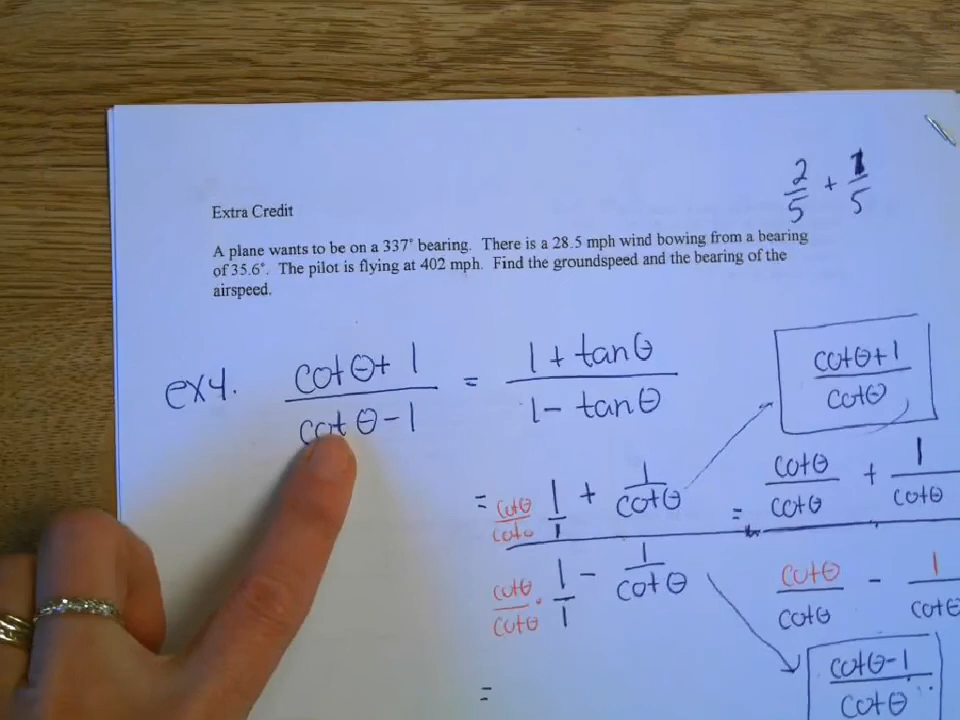 2/5 + 1/5
Extra Credit
A plane wants to be on a 337° bearing. There is a 28.5 mph wind bowing from a bearing
of 35.6°. The pilot is flying at 402 mph. Find the groundspeed and the bearing of the
airspeed.
ex4. (cotθ + 1)/(cotθ - 1) = (1 + tanθ)/(1 - tanθ)
(cotθ + 1)/cotθ
= cotθ/cotθ 1/1 + 1/cotθ = cotθ/cotθ + 1/cotθ
cotθ/cotθ · 1/1 - 1/cotθ cotθ/cotθ - 1/cotθ
(cotθ - 1)/cotθ
=